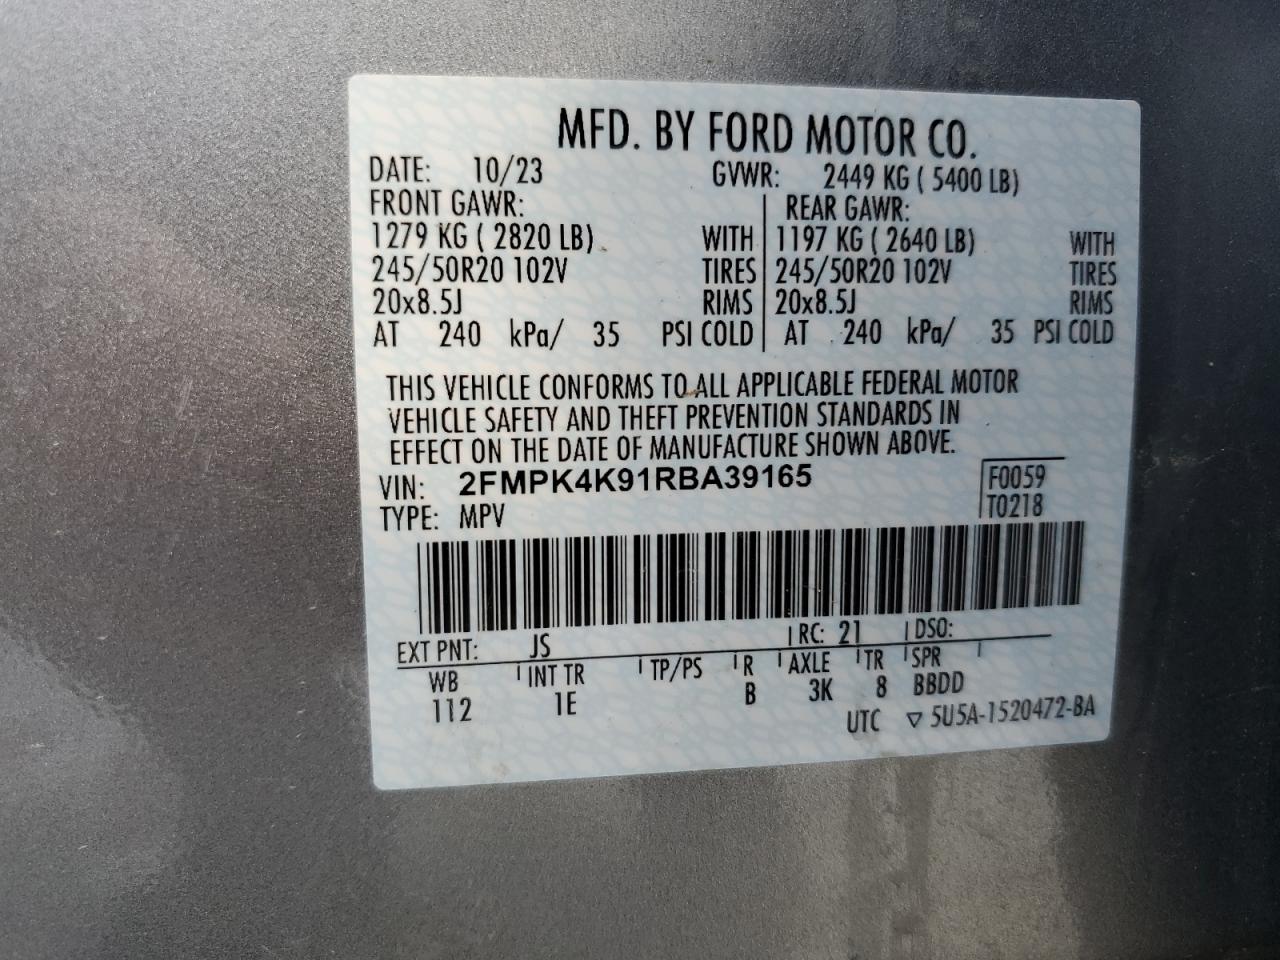 MFD. BY FORD MOTOR CO.
DATE: 10/23 GVWR: 2449 KG ( 5400 LB)
FRONT GAWR: REAR GAWR:
1279 KG ( 2820 LB) WITH 1197 KG ( 2640 LB) WITH
245/50R20 102V TIRES 245/50R20 102V TIRES
20x8.5J RIMS 20x8.5J RIMS
AT 240 kPa/ 35 PSI COLD AT 240 kPa/ 35 PSI COLD
THIS VEHICLE CONFORMS TO ALL APPLICABLE FEDERAL MOTOR
VEHICLE SAFETY AND THEFT PREVENTION STANDARDS IN
EFFECT ON THE DATE OF MANUFACTURE SHOWN ABOVE.
VIN: 2FMPK4K91RBA39165 F0059
TYPE: MPV T0218
EXT PNT: JS RC: 21 DSO:
WB INT TR TP/PS R AXLE TR SPR
112 1E B 3K 8 BBDD
UTC ▽ 5U5A-1520472-BA